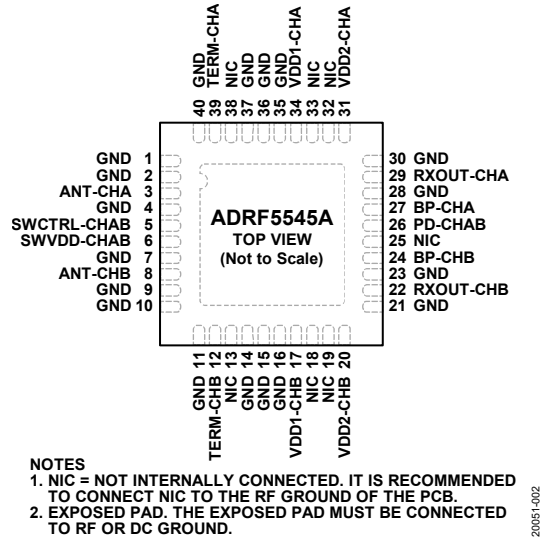 40 GND
39 TERM-CHA
38 NIC
37 GND
36 GND
35 GND
34 VDD1-CHA
33 NIC
32 NIC
31 VDD2-CHA
GND 1
GND 2
ANT-CHA 3
GND 4
SWCTRL-CHAB 5
SWVDD-CHAB 6
GND 7
ANT-CHB 8
GND 9
GND 10
ADRF5545A
TOP VIEW
(Not to Scale)
30 GND
29 RXOUT-CHA
28 GND
27 BP-CHA
26 PD-CHAB
25 NIC
24 BP-CHB
23 GND
22 RXOUT-CHB
21 GND
GND 11
TERM-CHB 12
NIC 13
GND 14
GND 15
GND 16
VDD1-CHB 17
NIC 18
NIC 19
VDD2-CHB 20
NOTES
1. NIC = NOT INTERNALLY CONNECTED. IT IS RECOMMENDED
TO CONNECT NIC TO THE RF GROUND OF THE PCB.
2. EXPOSED PAD. THE EXPOSED PAD MUST BE CONNECTED
TO RF OR DC GROUND.
20051-002